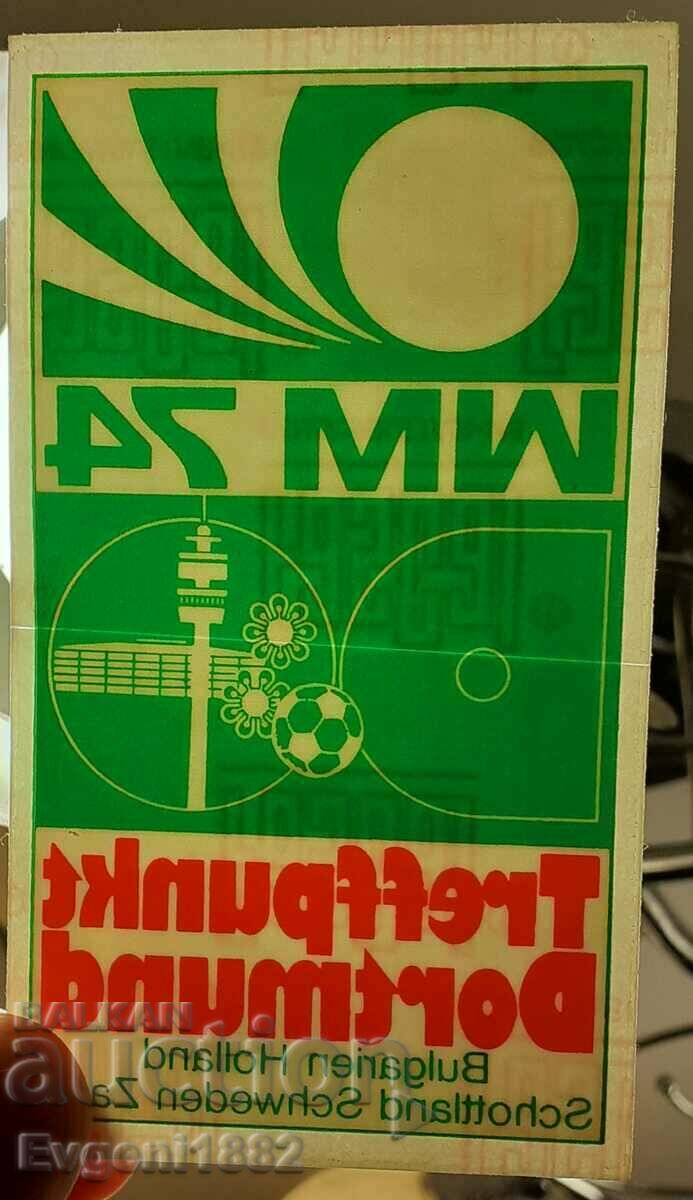 WM 74
Treffpunkt
Dortmund
Bulgarien Holland
Schottland Schweden Za
BALKAN
auction
Evgeni1882